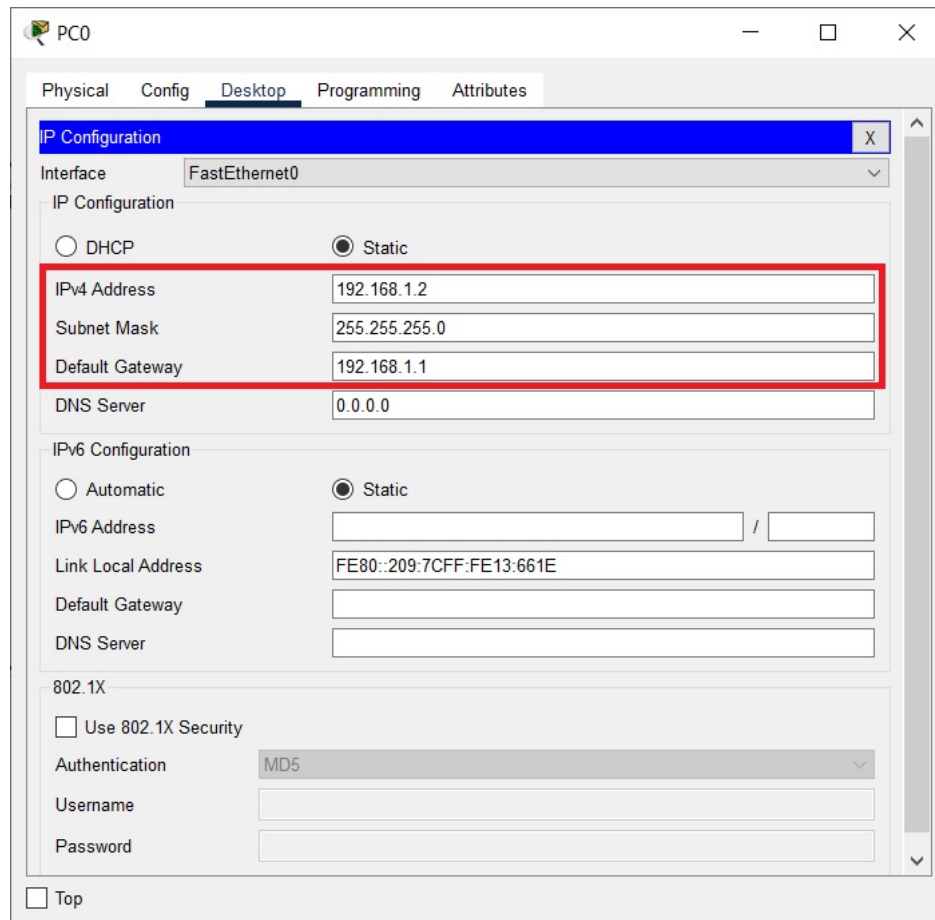 PC0
Physical Config Desktop Programming Attributes
IP Configuration X
Interface FastEthernet0
IP Configuration
DHCP Static
IPv4 Address 192.168.1.2
Subnet Mask 255.255.255.0
Default Gateway 192.168.1.1
DNS Server 0.0.0.0
IPv6 Configuration
Automatic Static
IPv6 Address /
Link Local Address FE80::209:7CFF:FE13:661E
Default Gateway
DNS Server
802.1X
Use 802.1X Security
Authentication MD5
Username
Password
Top